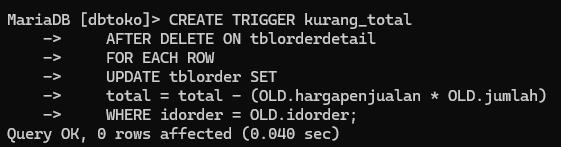 MariaDB [dbtoko]> CREATE TRIGGER kurang_total
    ->     AFTER DELETE ON tblorderdetail
    ->     FOR EACH ROW
    ->     UPDATE tblorder SET
    ->     total = total - (OLD.hargapenjualan * OLD.jumlah)
    ->     WHERE idorder = OLD.idorder;
Query OK, 0 rows affected (0.040 sec)